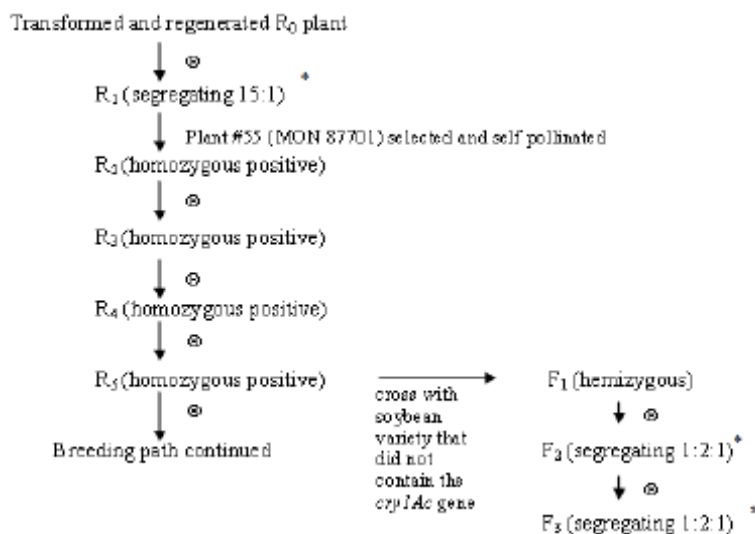 Transformed and regenerated R0 plant
⊗
R1 (segregating 15:1) *
Plant #55 (MON 87701) selected and self pollinated
R2 (homozygous positive)
⊗
R3 (homozygous positive)
⊗
R4 (homozygous positive)
⊗
R5 (homozygous positive)
⊗
Breeding path continued
cross with
soybean
variety that
did not
contain the
cry1Ac gene
F1 (hemizygous)
⊗
F2 (segregating 1:2:1) *
⊗
F3 (segregating 1:2:1) *